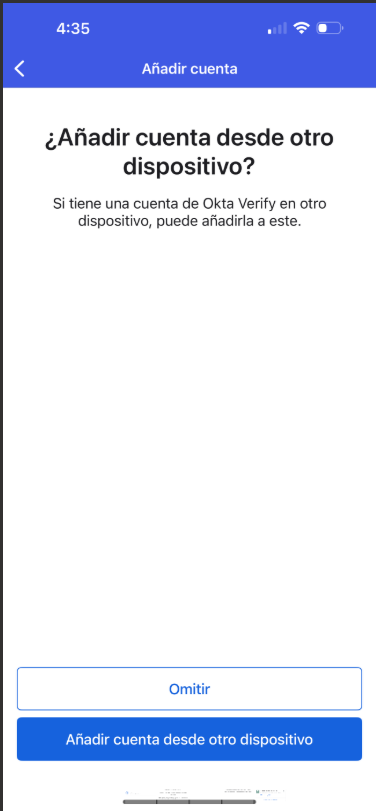 4:35
Añadir cuenta
¿Añadir cuenta desde otro
dispositivo?
Si tiene una cuenta de Okta Verify en otro
dispositivo, puede añadirla a este.
Omitir
Añadir cuenta desde otro dispositivo